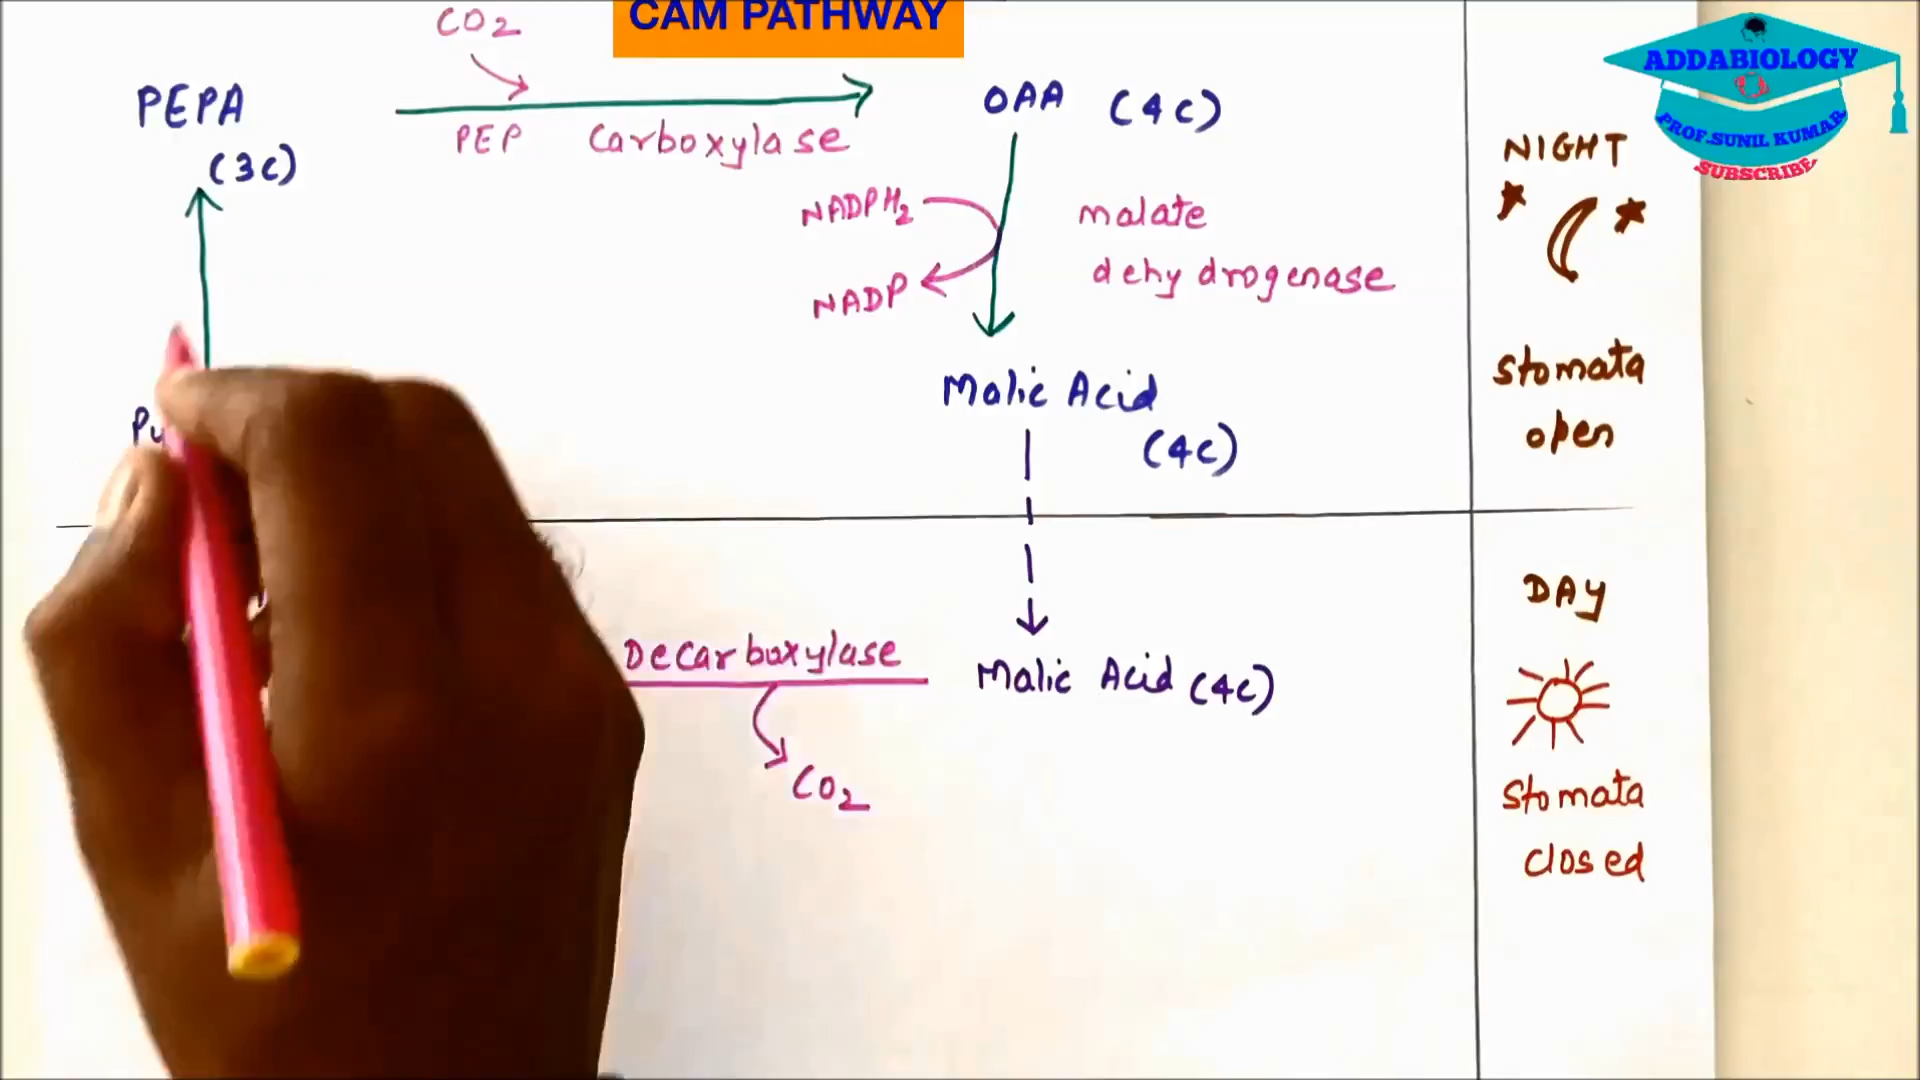 CAM PATHWAY
CO2
PEPA
(3C)
PEP Carboxylase
OAA (4C)
NADPH2
NADP
malate
dehydrogenase
Malic Acid
(4C)
NIGHT
Stomata
open
Decarboxylase
CO2
Malic Acid (4C)
DAY
Stomata
closed
ADDABIOLOGY
PROF.SUNIL KUMAR
SUBSCRIBE